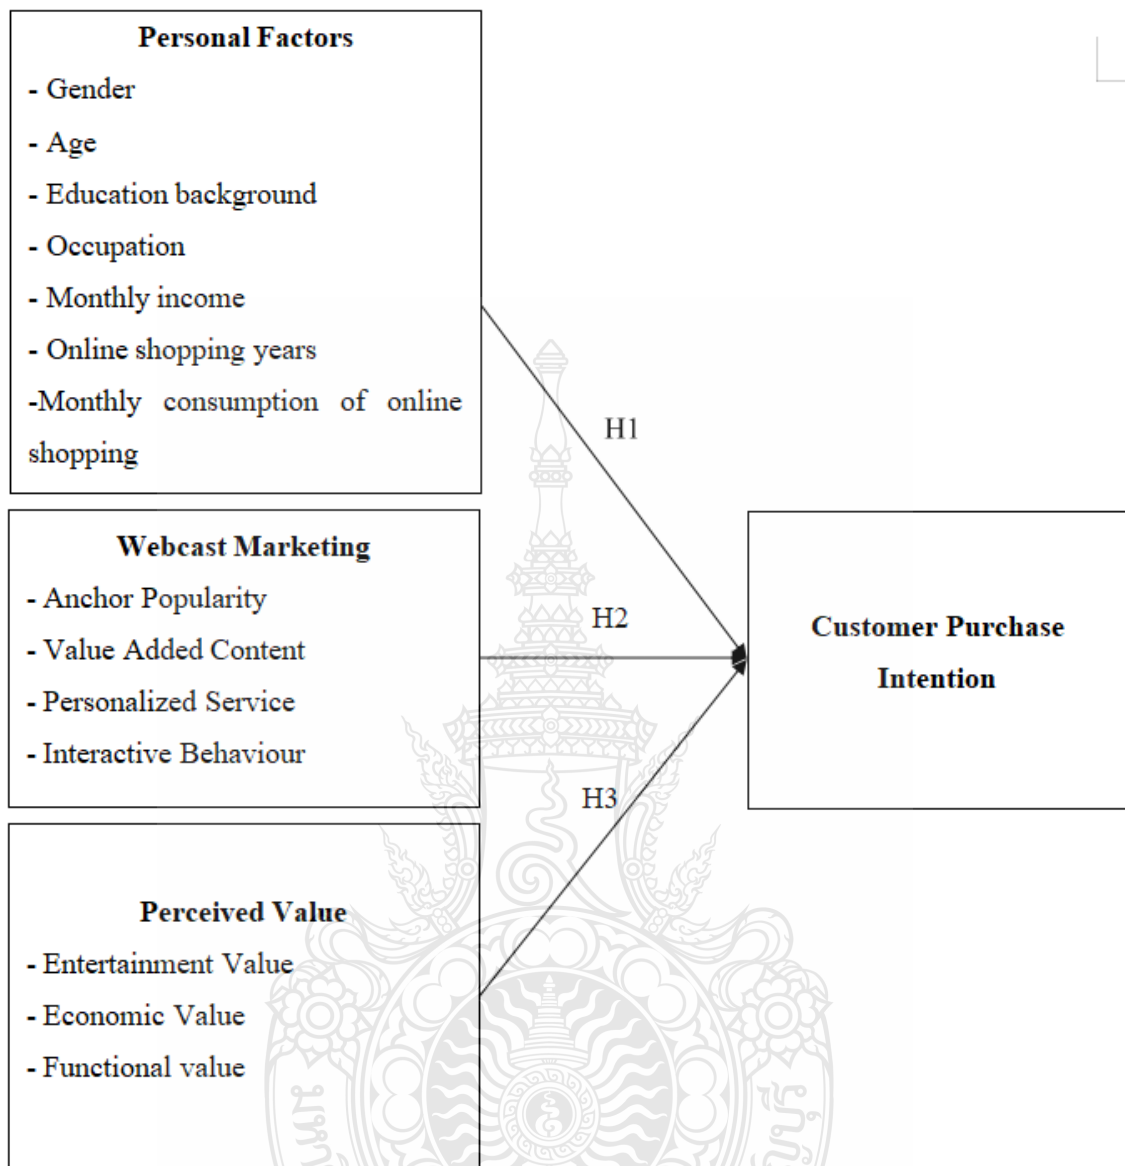 Personal Factors
- Gender
- Age
- Education background
- Occupation
- Monthly income
- Online shopping years
-Monthly consumption of online
shopping
H1
Webcast Marketing
- Anchor Popularity
- Value Added Content
- Personalized Service
- Interactive Behaviour
H2
Customer Purchase
Intention
H3
Perceived Value
- Entertainment Value
- Economic Value
- Functional value